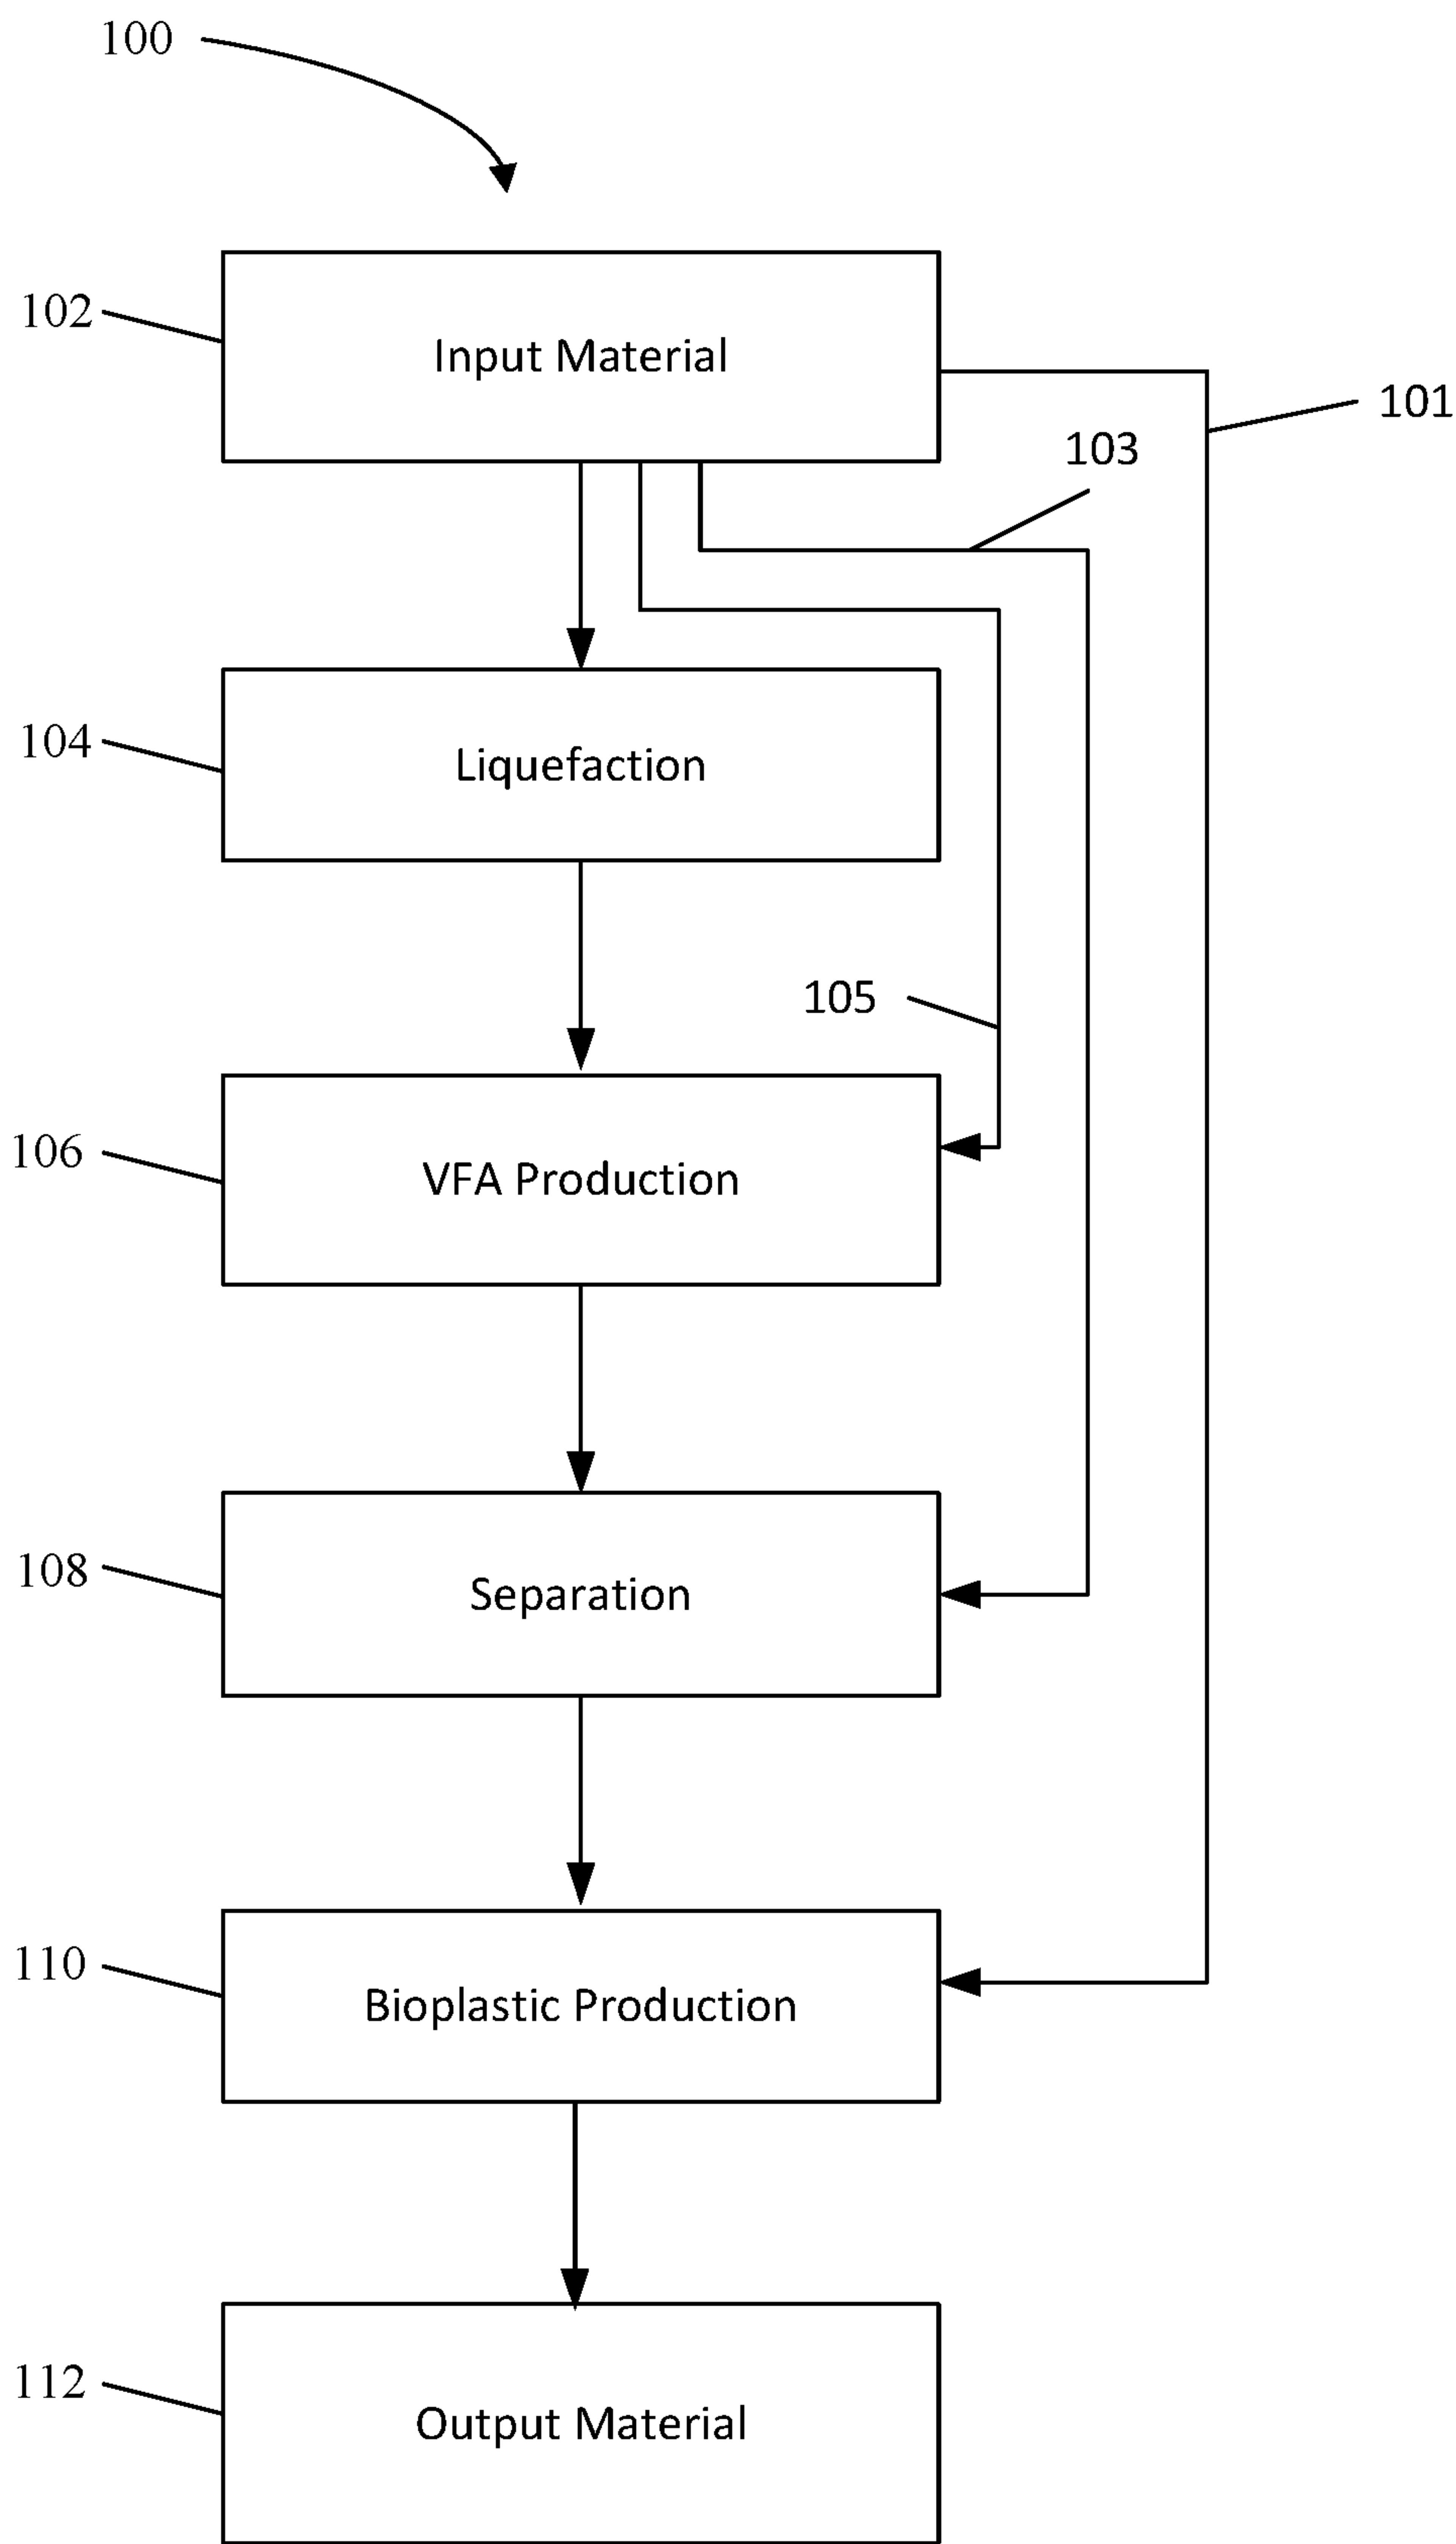 100
102
Input Material
101
103
104
Liquefaction
105
106
VFA Production
108
Separation
110
Bioplastic Production
112
Output Material